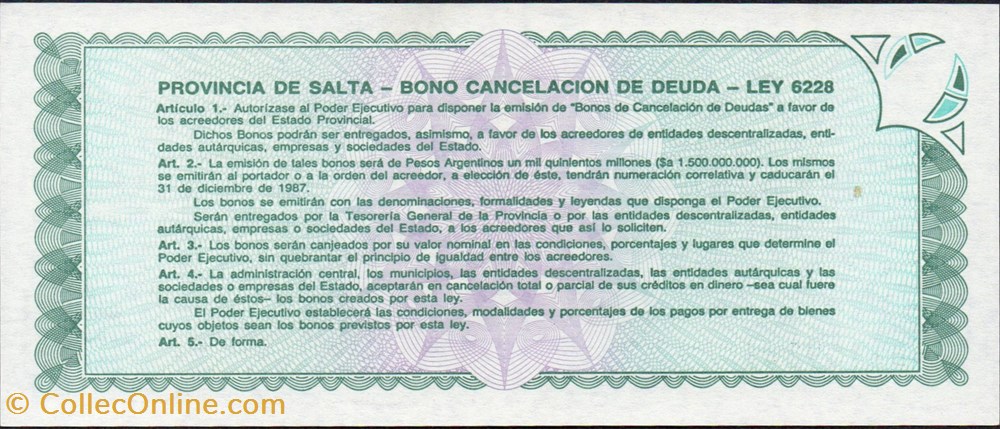 PROVINCIA DE SALTA – BONO CANCELACION DE DEUDA – LEY 6228
Artículo 1.- Autorízase al Poder Ejecutivo para disponer la emisión de "Bonos de Cancelación de Deudas" a favor de
los acreedores del Estado Provincial.
Dichos Bonos podrán ser entregados, asimismo, a favor de los acreedores de entidades descentralizadas, enti-
dades autárquicas, empresas y sociedades del Estado.
Art. 2.- La emisión de tales bonos será de Pesos Argentinos un mil quinientos millones ($a 1.500.000.000). Los mismos
se emitirán al portador o a la orden del acreedor, a elección de éste, tendrán numeración correlativa y caducarán el
31 de diciembre de 1987.
Los bonos se emitirán con las denominaciones, formalidades y leyendas que disponga el Poder Ejecutivo.
Serán entregados por la Tesorería General de la Provincia o por las entidades descentralizadas, entidades
autárquicas, empresas o sociedades del Estado, a los acreedores que así lo soliciten.
Art. 3.- Los bonos serán canjeados por su valor nominal en las condiciones, porcentajes y lugares que determine el
Poder Ejecutivo, sin quebrantar el principio de igualdad entre los acreedores.
Art. 4.- La administración central, los municipios, las entidades descentralizadas, las entidades autárquicas y las
sociedades o empresas del Estado, aceptarán en cancelación total o parcial de sus créditos en dinero –sea cual fuere
la causa de éstos– los bonos creados por esta ley.
El Poder Ejecutivo establecerá las condiciones, modalidades y porcentajes de los pagos por entrega de bienes
cuyos objetos sean los bonos previstos por esta ley.
Art. 5.- De forma.
© CollecOnline.com